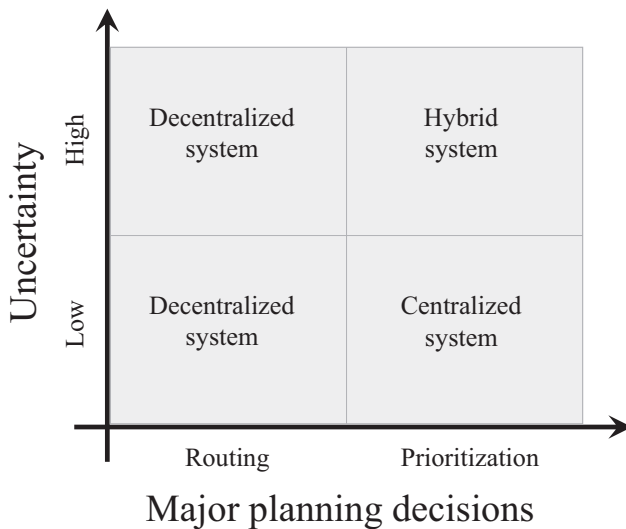 Uncertainty
High
Low
Decentralized
system
Hybrid
system
Decentralized
system
Centralized
system
Routing
Prioritization
Major planning decisions